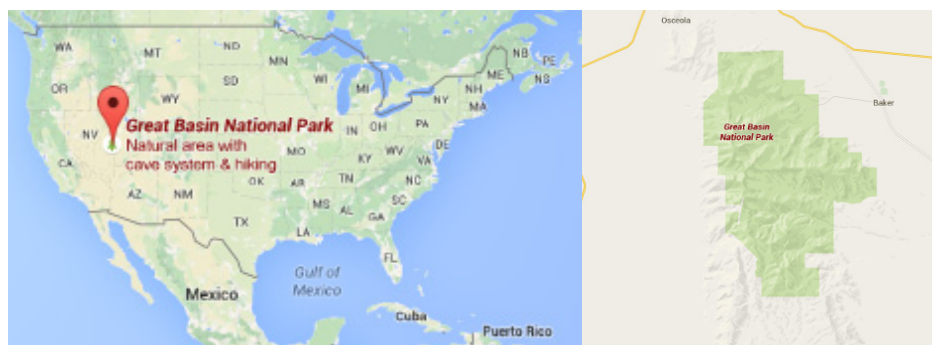 WA
MT
ND
MN
OR
SD
WI
MI
WY
NV
Great Basin National Park
Natural area with
cave system & hiking
CA
AZ
NM
OK
TX
MO
AR
LA
MS
AL
TN
KY
IN
OH
WV
VA
NC
SC
GA
FL
PA
NY
DE
NH
MA
ME
NB
PE
NS
Gulf of
Mexico
Mexico
Cuba
Puerto Rico
Osceola
Baker
Great Basin
National Park